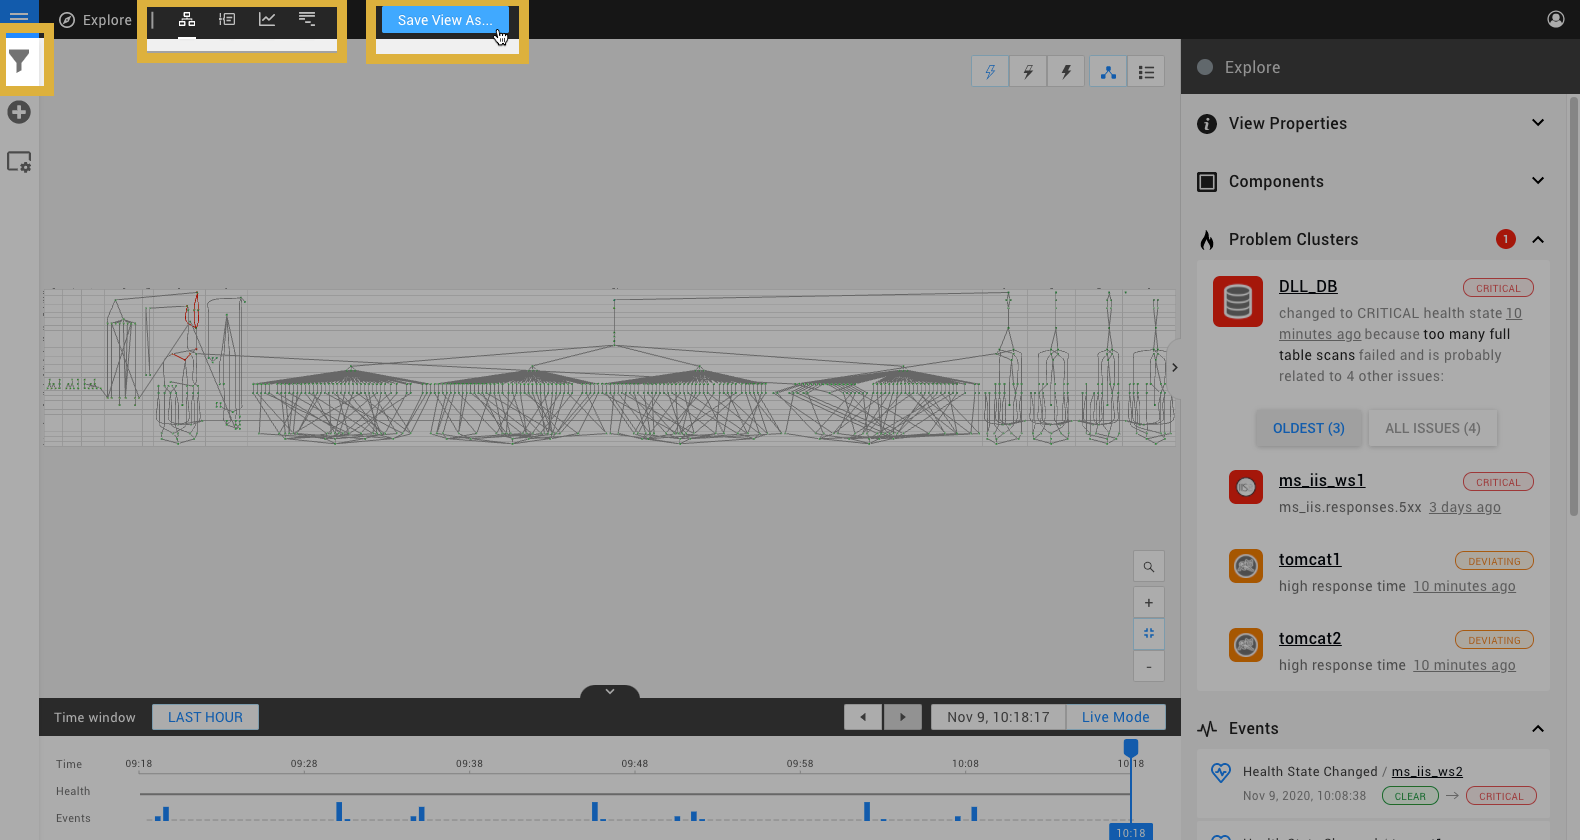 Explore
Save View As...
Explore
View Properties
Components
Problem Clusters
1
DLL_DB
CRITICAL
changed to CRITICAL health state 10
minutes ago because too many full
table scans failed and is probably
related to 4 other issues:
OLDEST (3)
ALL ISSUES (4)
ms_iis_ws1
CRITICAL
ms_iis.responses.5xx 3 days ago
tomcat1
DEVIATING
high response time 10 minutes ago
tomcat2
DEVIATING
high response time 10 minutes ago
+
-
Time window
LAST HOUR
Nov 9, 10:18:17
Live Mode
Time
09:18
09:28
09:38
09:48
09:58
10:08
10:18
Health
Events
10:18
Events
Health State Changed / ms_iis_ws2
Nov 9, 2020, 10:08:38
CLEAR
CRITICAL